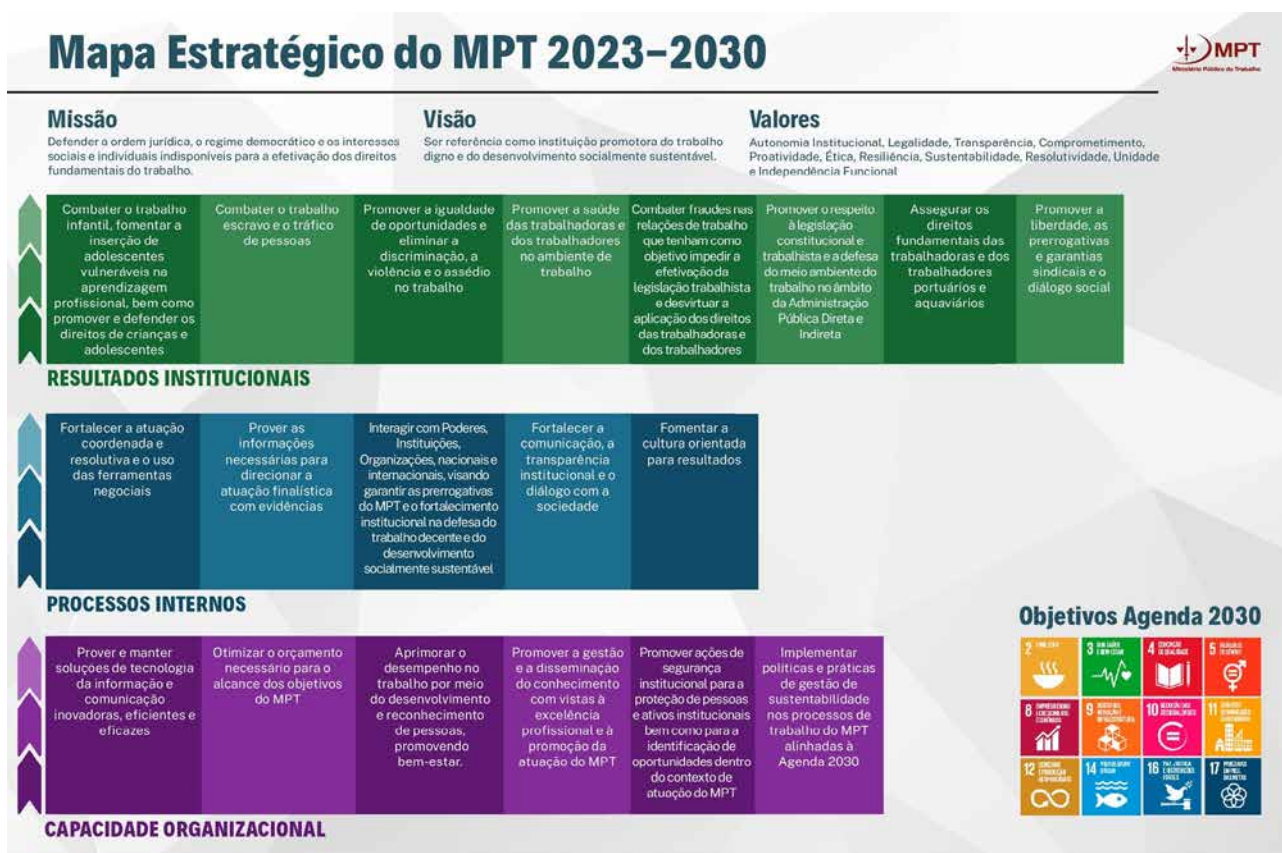 Mapa Estratégico do MPT 2023-2030
MPT
Ministério Público do Trabalho
Missão
Defender a ordem jurídica, o regime democrático e os interesses
sociais e individuais indisponíveis para a efetivação dos direitos
fundamentais do trabalho.
Visão
Ser referência como instituição promotora do trabalho
digno e do desenvolvimento socialmente sustentável.
Valores
Autonomia Institucional, Legalidade, Transparência, Comprometimento,
Proatividade, Ética, Resiliência, Sustentabilidade, Resolutividade, Unidade
e Independência Funcional
Combater o trabalho
infantil, fomentar a
inserção de
adolescentes
vulneráveis na
aprendizagem
profissional, bem como
promover e defender os
direitos de crianças e
adolescentes
Combater o trabalho
escravo e o tráfico
de pessoas
Promover a igualdade
de oportunidades e
eliminar a
discriminação, a
violência e o assédio
no trabalho
Promover a saúde
das trabalhadoras e
dos trabalhadores
no ambiente de
trabalho
Combater fraudes nas
relações de trabalho
que tenham como
objetivo impedir a
efetivação da
legislação trabalhista
e desvirtuar a
aplicação dos direitos
das trabalhadoras e
dos trabalhadores
Promover o respeito
à legislação
constitucional e
trabalhista e a defesa
do meio ambiente do
trabalho no âmbito
da Administração
Pública Direta e
Indireta
Assegurar os
direitos
fundamentais das
trabalhadoras e dos
trabalhadores
portuários e
aquaviários
Promover a
liberdade, as
prerrogativas
e garantias
sindicais e o
diálogo social
RESULTADOS INSTITUCIONAIS
Fortalecer a atuação
coordenada e
resolutiva e o uso
das ferramentas
negociais
Prover as
informações
necessárias para
direcionar a
atuação finalística
com evidências
Interagir com Poderes,
Instituições,
Organizações, nacionais e
internacionais, visando
garantir as prerrogativas
do MPT e o fortalecimento
institucional na defesa do
trabalho decente e do
desenvolvimento
socialmente sustentável
Fortalecer a
comunicação, a
transparência
institucional e o
diálogo com a
sociedade
Fomentar a
cultura orientada
para resultados
PROCESSOS INTERNOS
Prover e manter
soluções de tecnologia
da informação e
comunicação
inovadoras, eficientes e
eficazes
Otimizar o orçamento
necessário para o
alcance dos objetivos
do MPT
Aprimorar o
desempenho no
trabalho por meio
do desenvolvimento
e reconhecimento
de pessoas,
promovendo
bem-estar.
Promover a gestão
e a disseminação
do conhecimento
com vistas à
excelência
profissional e à
promoção da
atuação do MPT
Promover ações de
segurança
institucional para a
proteção de pessoas
e ativos institucionais
bem como para a
identificação de
oportunidades dentro
do contexto de
atuação do MPT
Implementar
políticas e práticas
de gestão de
sustentabilidade
nos processos de
trabalho do MPT
alinhadas à
Agenda 2030
CAPACIDADE ORGANIZACIONAL
Objetivos Agenda 2030
2
3
4
5
8
9
10
11
12
14
16
17